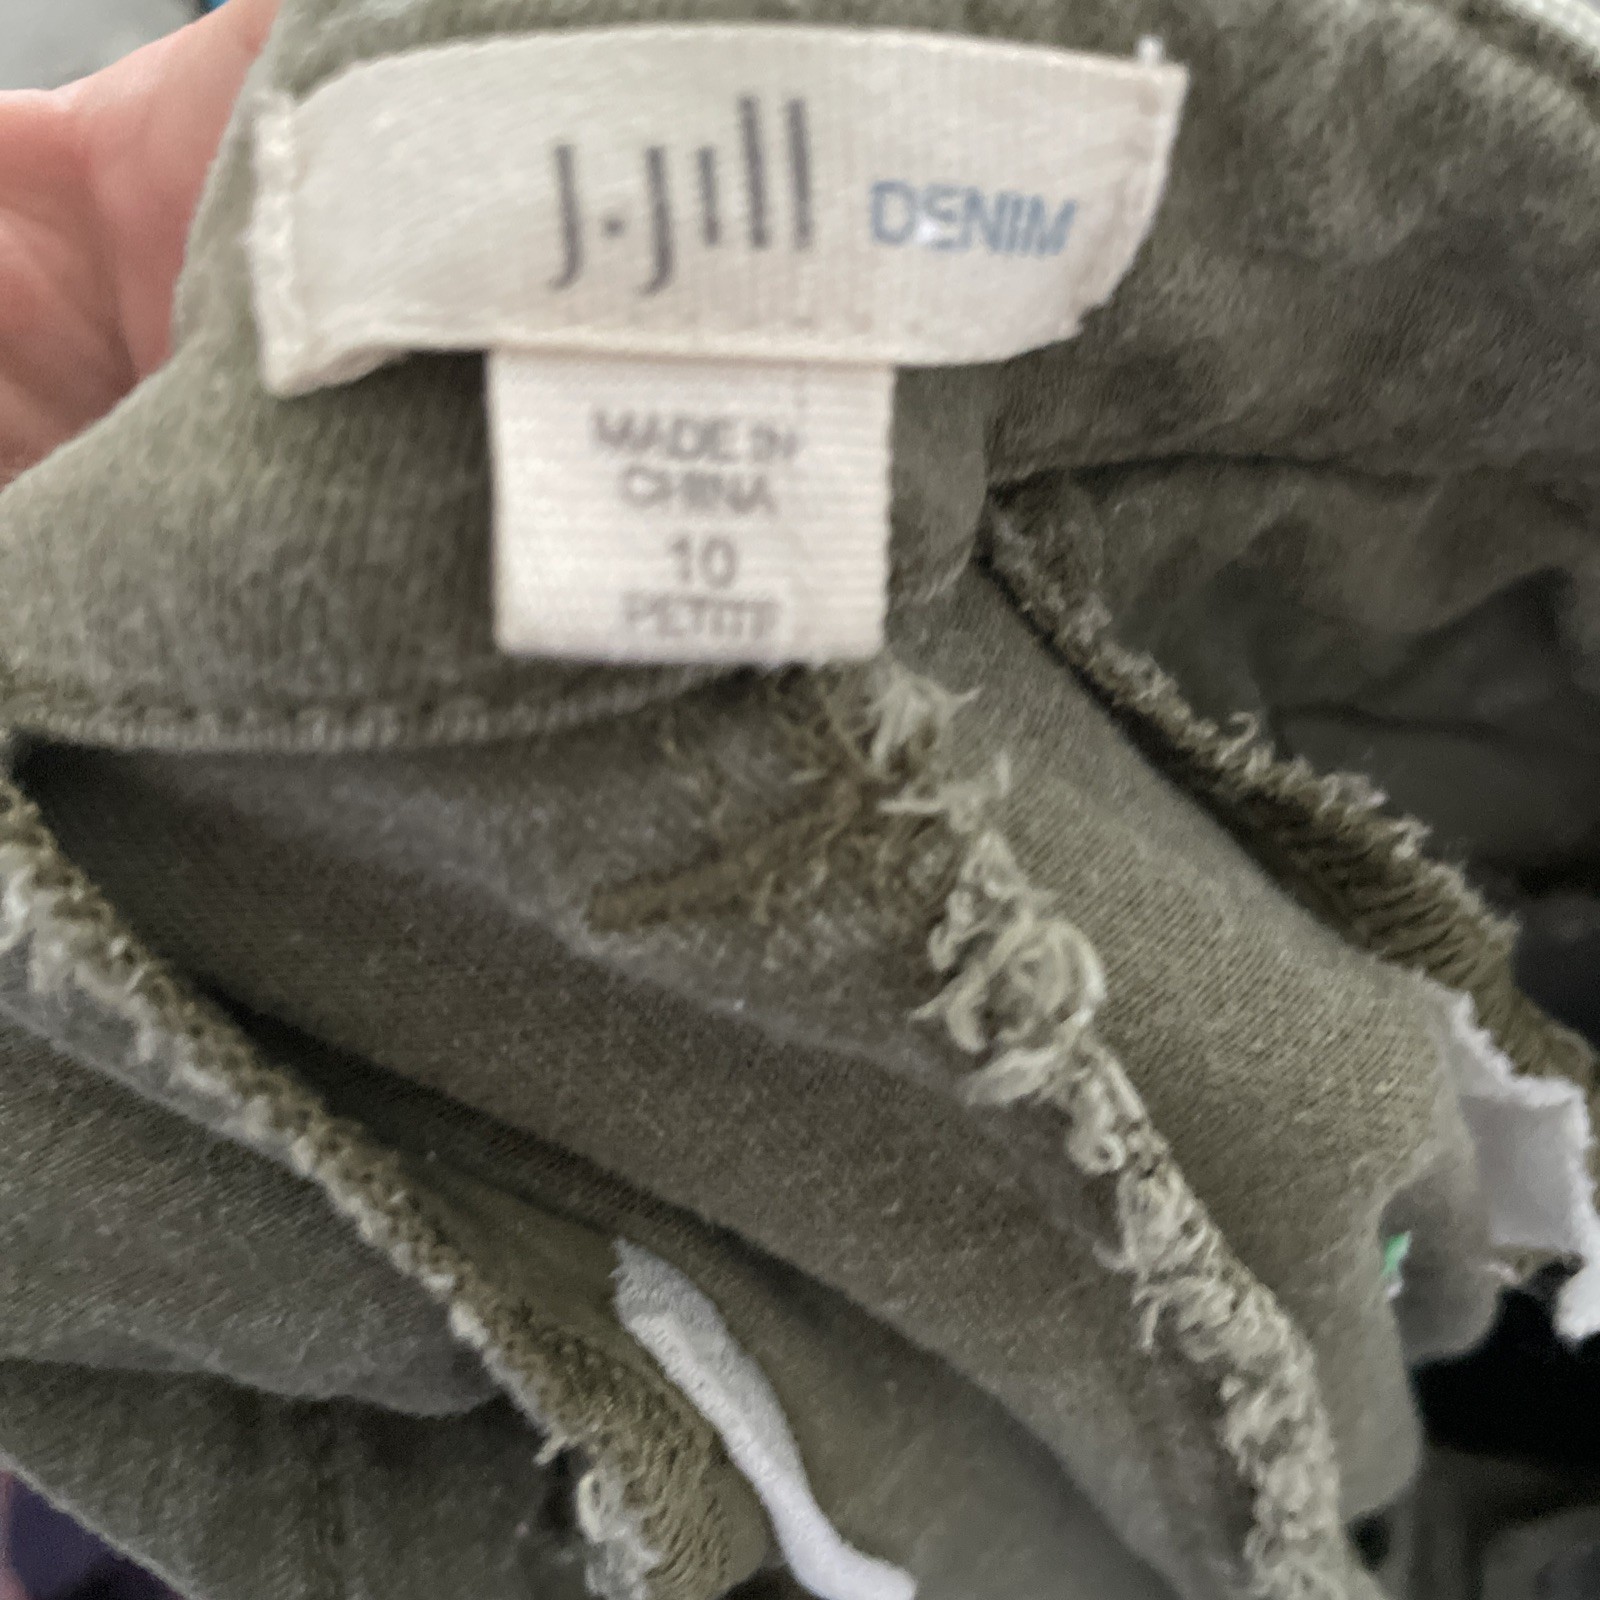 J.Jill DENIM
MADE IN
CHINA
10
PETITE